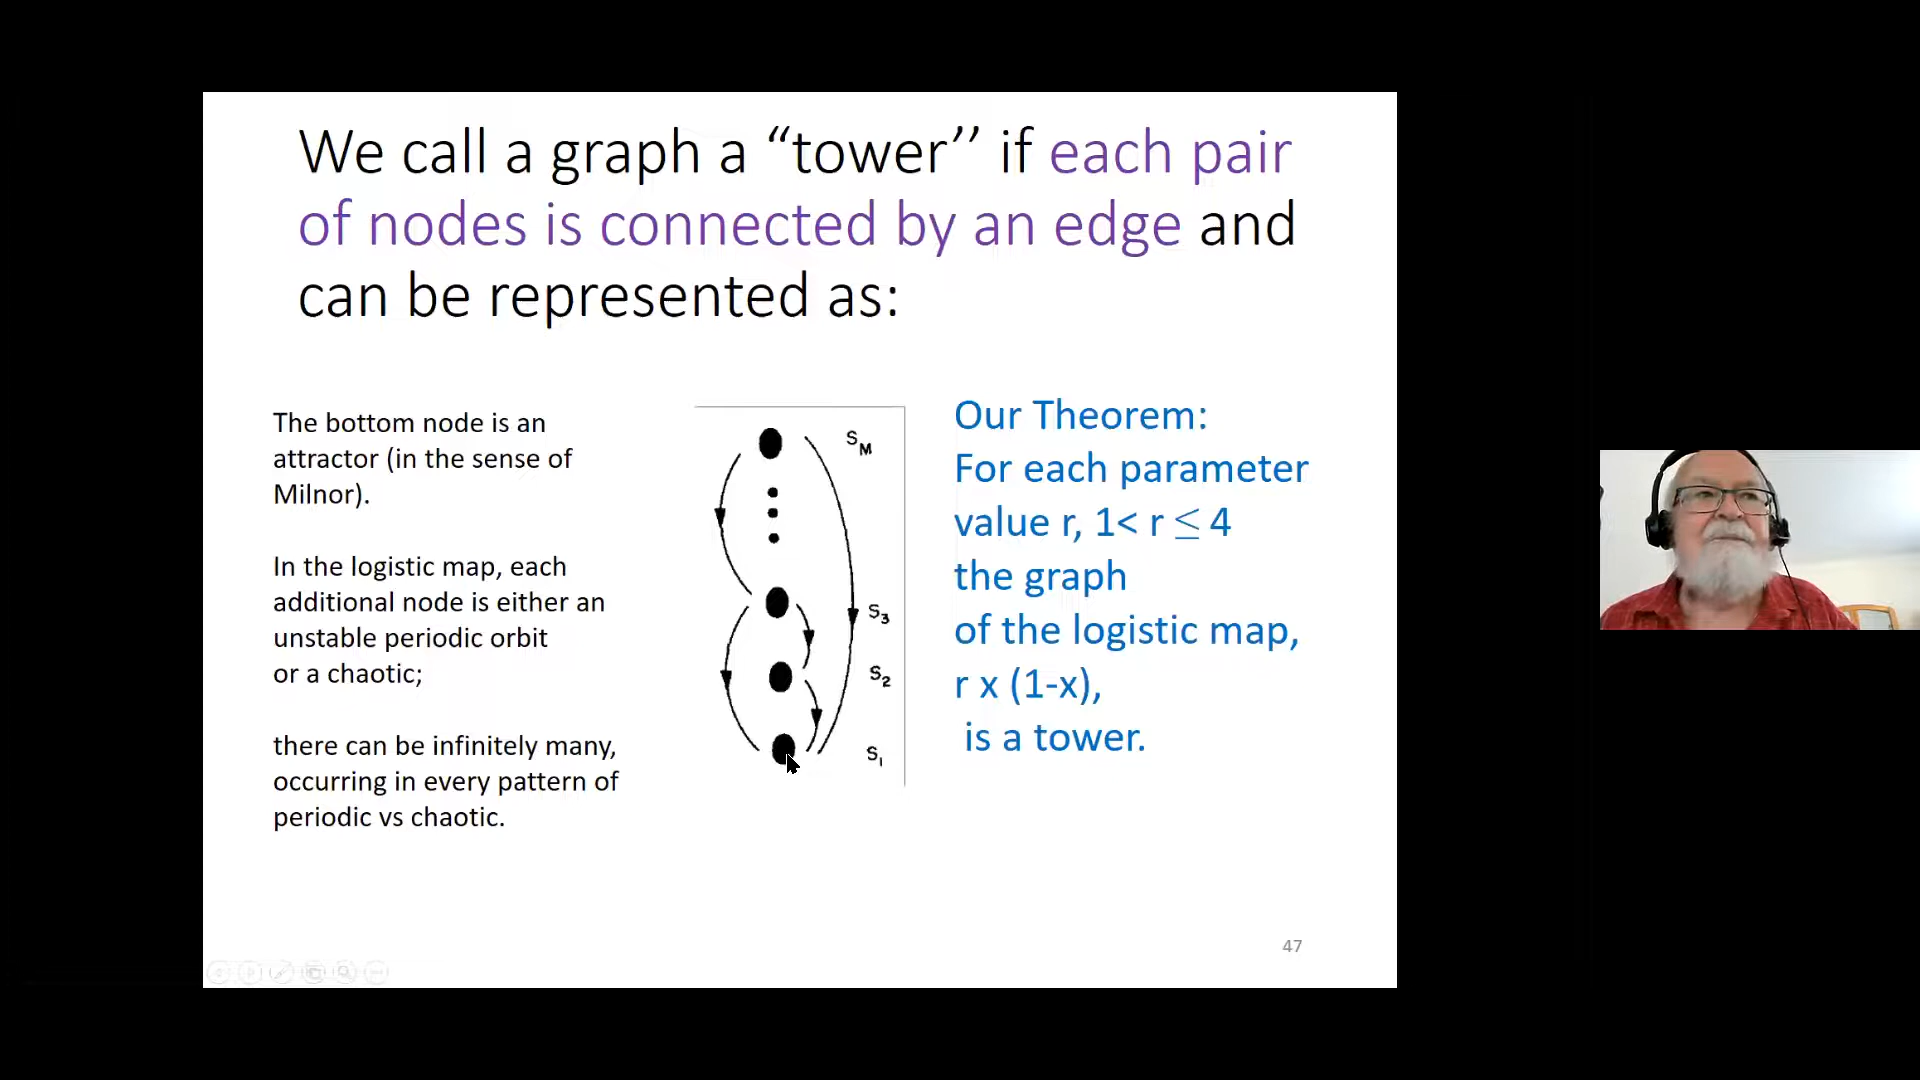 We call a graph a “tower’’ if each pair
of nodes is connected by an edge and
can be represented as:
The bottom node is an
attractor (in the sense of
Milnor).
In the logistic map, each
additional node is either an
unstable periodic orbit
or a chaotic;
there can be infinitely many,
occurring in every pattern of
periodic vs chaotic.
S_M
S_3
S_2
S_1
Our Theorem:
For each parameter
value r, 1< r ≤ 4
the graph
of the logistic map,
r x (1-x),
is a tower.
47